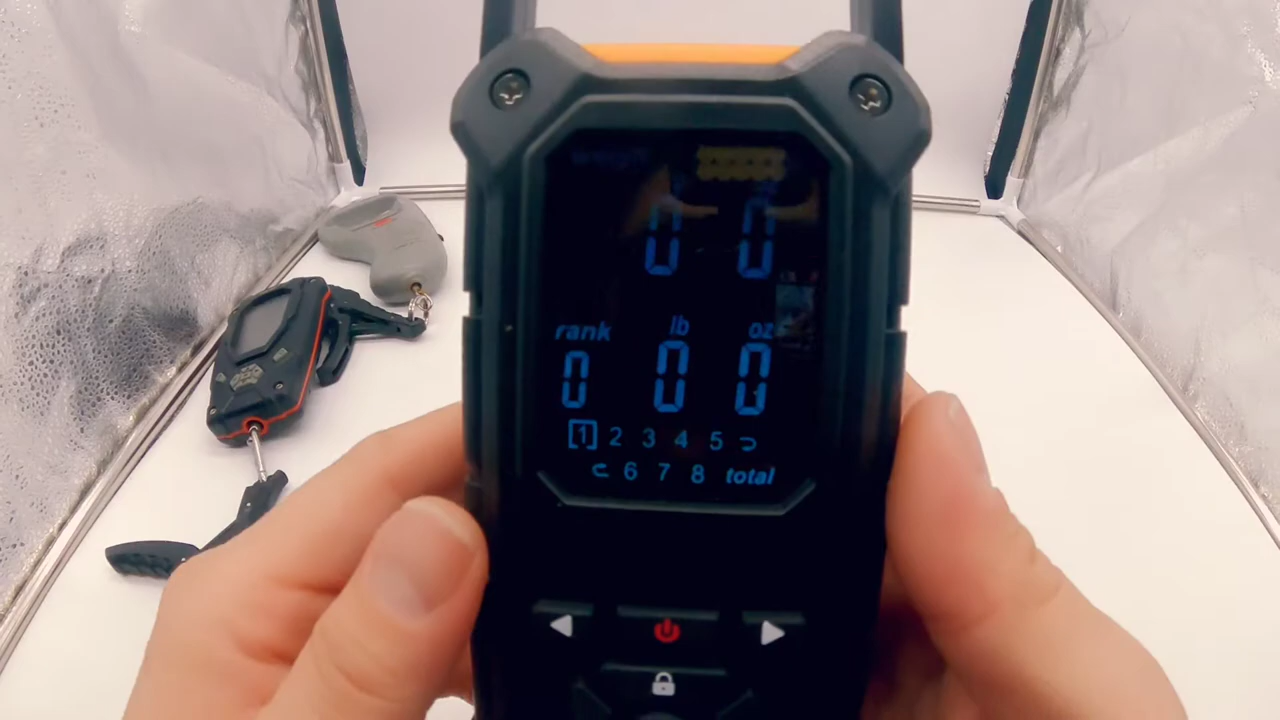 0 0
rank lb oz
0 0 0
1 2 3 4 5
6 7 8 total